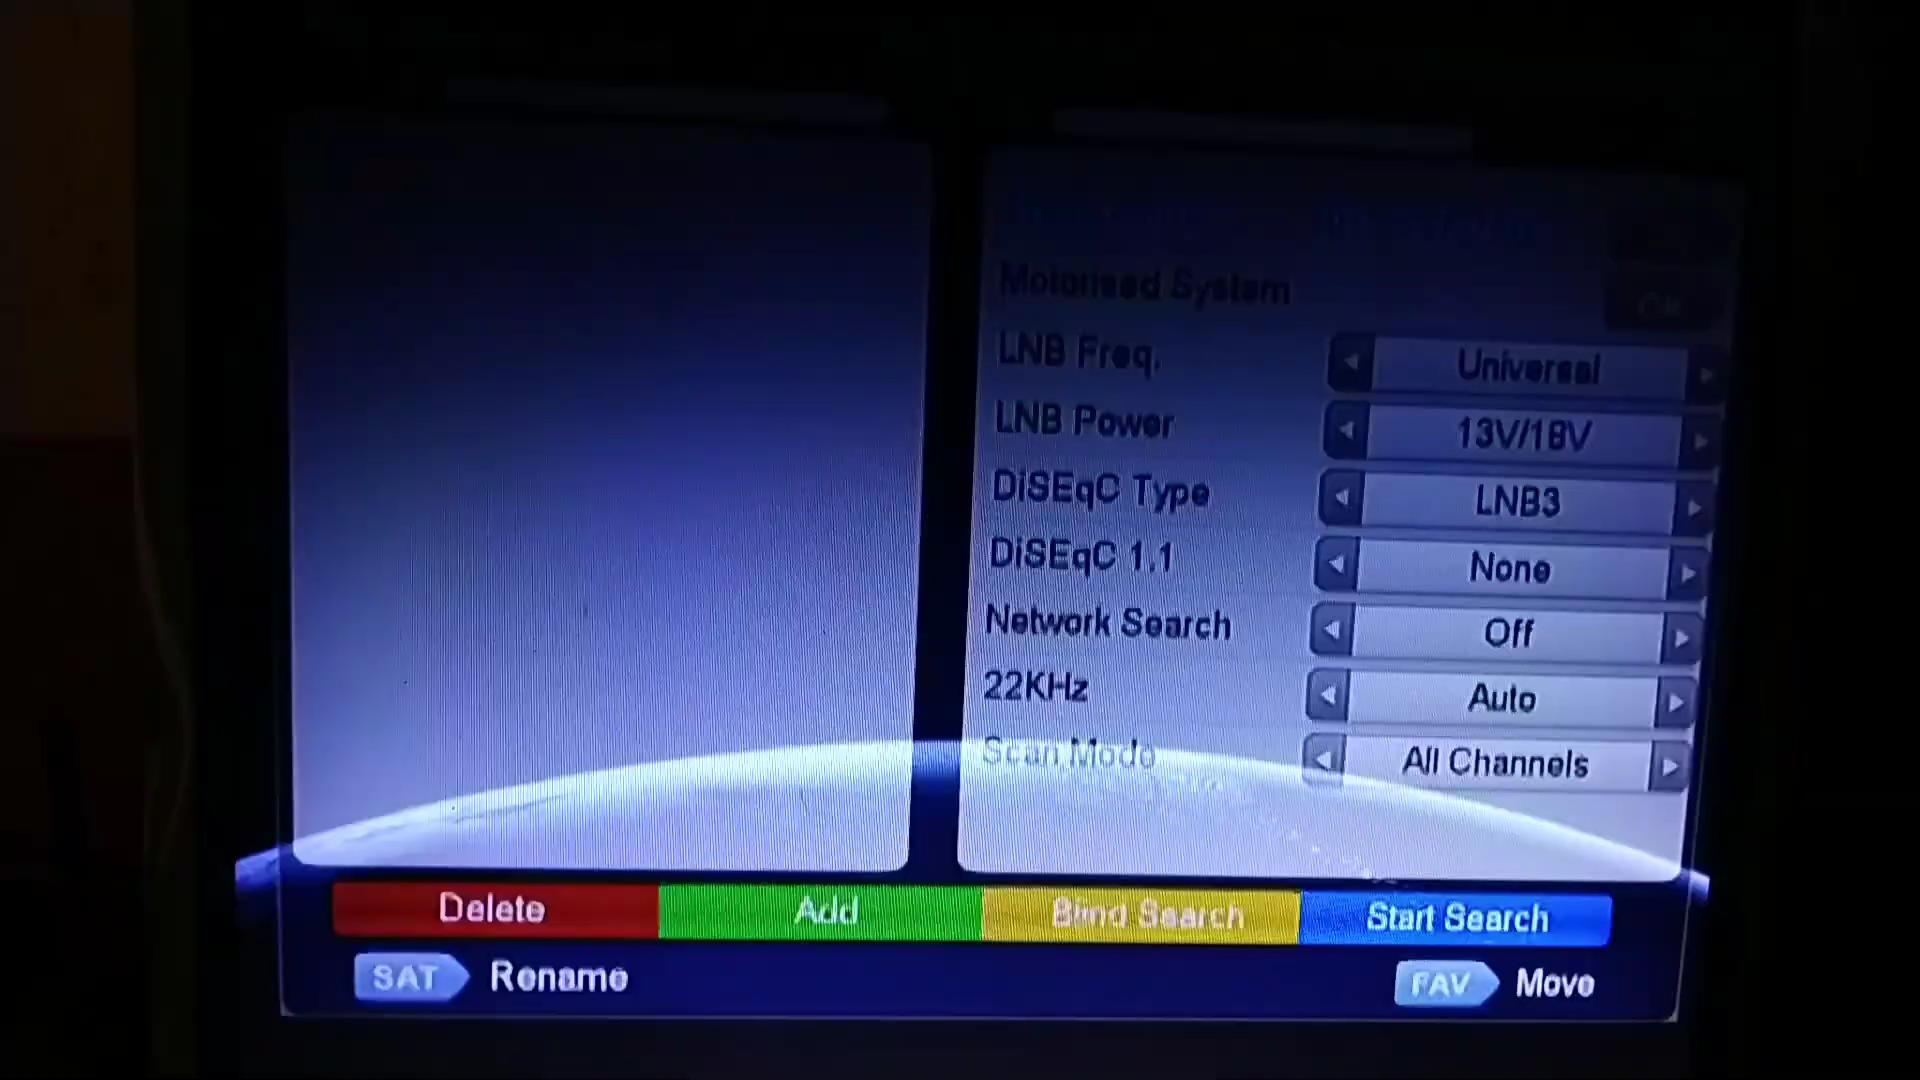 Motorised System OK
LNB Freq. Universal
LNB Power 13V/18V
DiSEqC Type LNB3
DiSEqC 1.1 None
Network Search Off
22KHz Auto
Scan Mode All Channels
Delete Add Blind Search Start Search
SAT Rename FAV Move